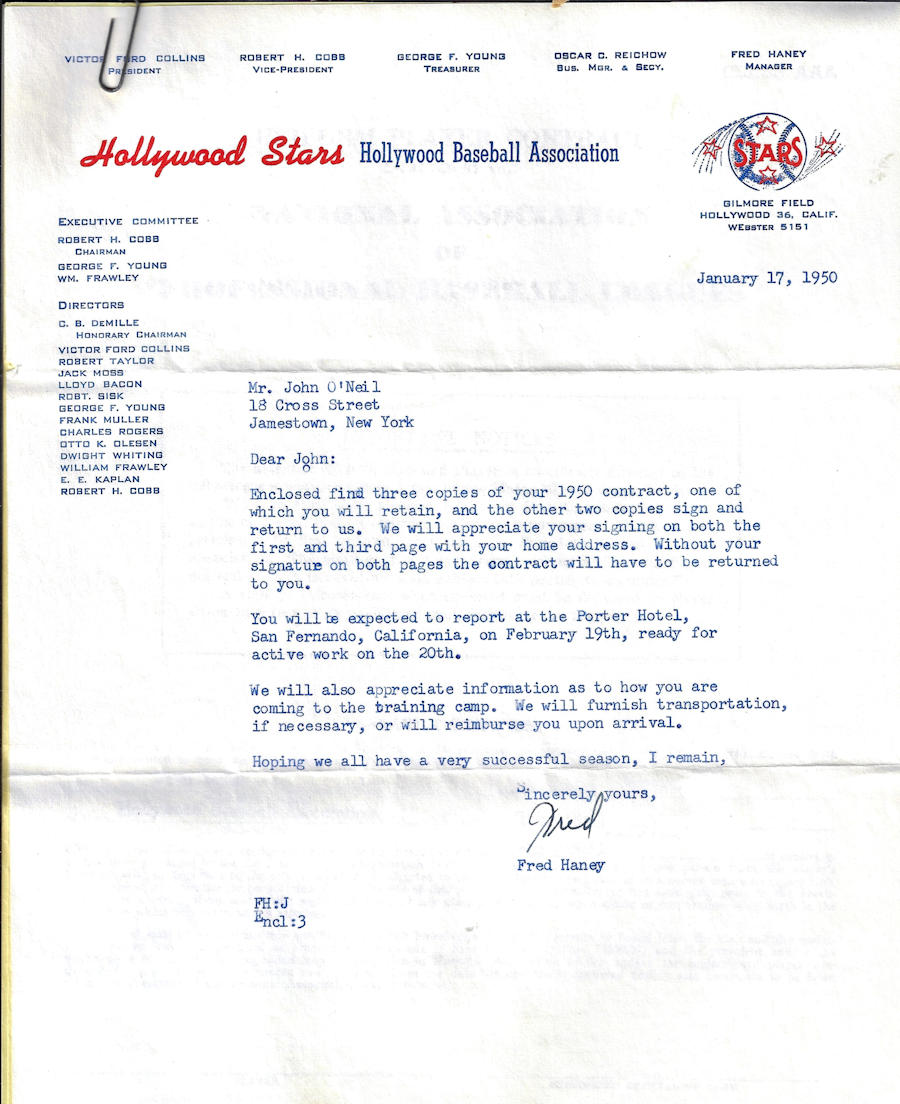 VICTOR FORD COLLINS
PRESIDENT
ROBERT H. COBB
VICE-PRESIDENT
GEORGE F. YOUNG
TREASURER
OSCAR C. REICHOW
BUS. MGR. & SECY.
FRED HANEY
MANAGER
Hollywood Stars Hollywood Baseball Association
STARS
GILMORE FIELD
HOLLYWOOD 36, CALIF.
WEBSTER 5151
January 17, 1950
EXECUTIVE COMMITTEE
ROBERT H. COBB
CHAIRMAN
GEORGE F. YOUNG
WM. FRAWLEY
DIRECTORS
C. B. DEMILLE
HONORARY CHAIRMAN
VICTOR FORD COLLINS
ROBERT TAYLOR
JACK MOSS
LLOYD BACON
ROBT. SISK
GEORGE F. YOUNG
FRANK MULLER
CHARLES ROGERS
OTTO K. OLESEN
DWIGHT WHITING
WILLIAM FRAWLEY
E. E. KAPLAN
ROBERT H. COBB
Mr. John O'Neil
18 Cross Street
Jamestown, New York
Dear John:
Enclosed find three copies of your 1950 contract, one of
which you will retain, and the other two copies sign and
return to us. We will appreciate your signing on both the
first and third page with your home address. Without your
signature on both pages the contract will have to be returned
to you.
You will be expected to report at the Porter Hotel,
San Fernando, California, on February 19th, ready for
active work on the 20th.
We will also appreciate information as to how you are
coming to the training camp. We will furnish transportation,
if necessary, or will reimburse you upon arrival.
Hoping we all have a very successful season, I remain,
Sincerely yours,
Fred
Fred Haney
FH:J
Encl:3